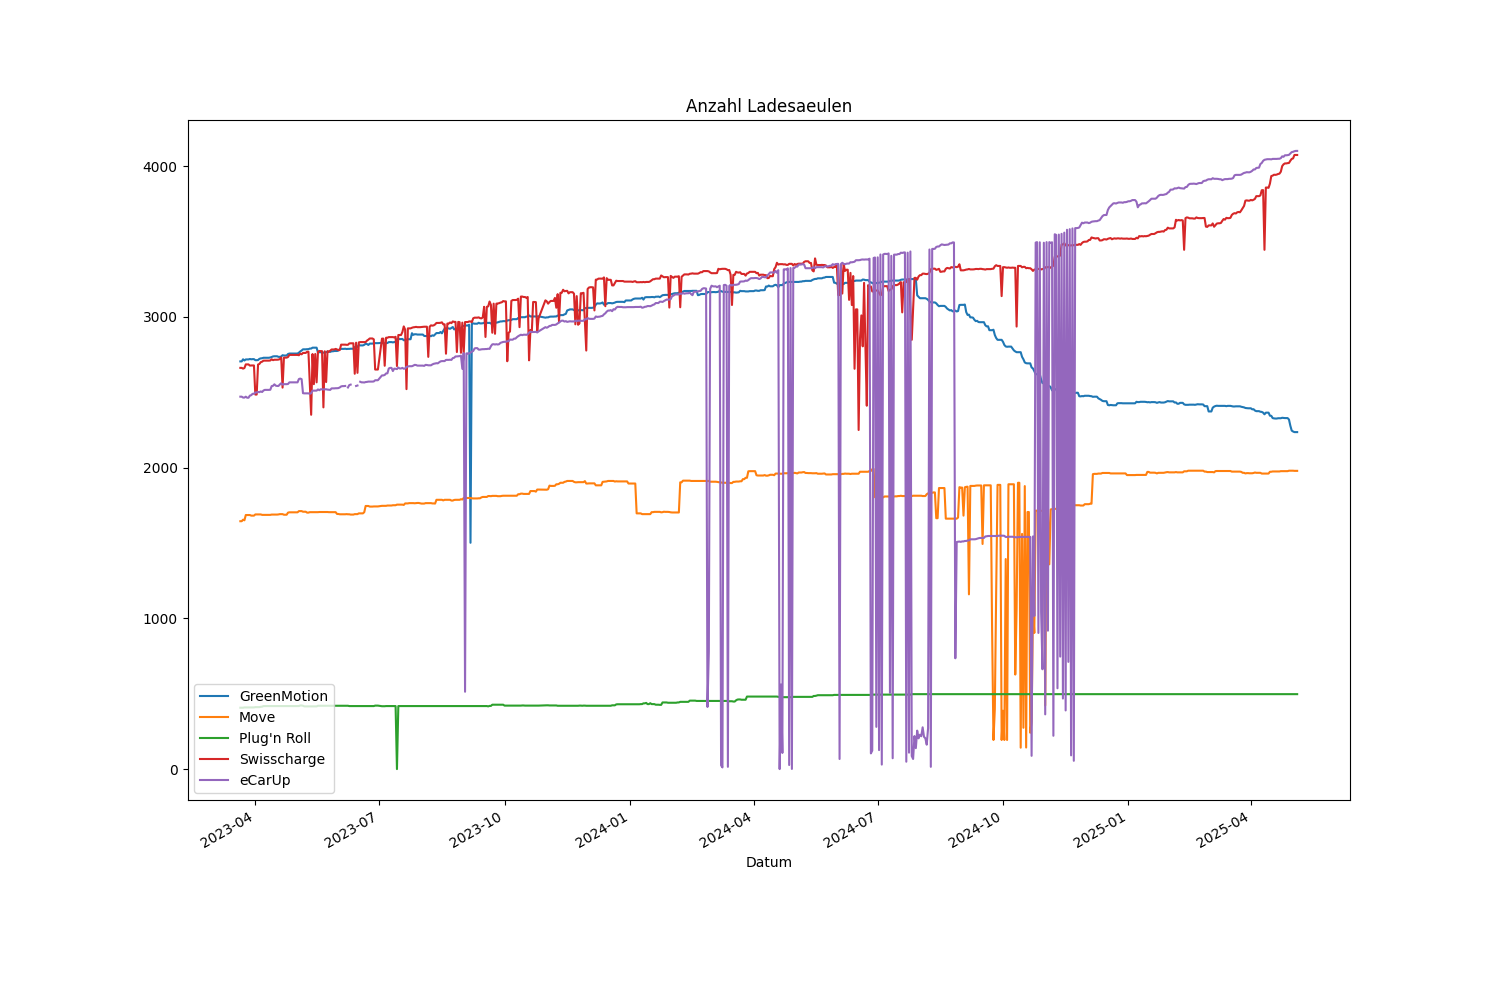 Anzahl Ladesaeulen
4000
3000
2000
1000
0
GreenMotion
Move
Plug'n Roll
Swisscharge
eCarUp
2023-04
2023-07
2023-10
2024-01
2024-04
2024-07
2024-10
2025-01
2025-04
Datum